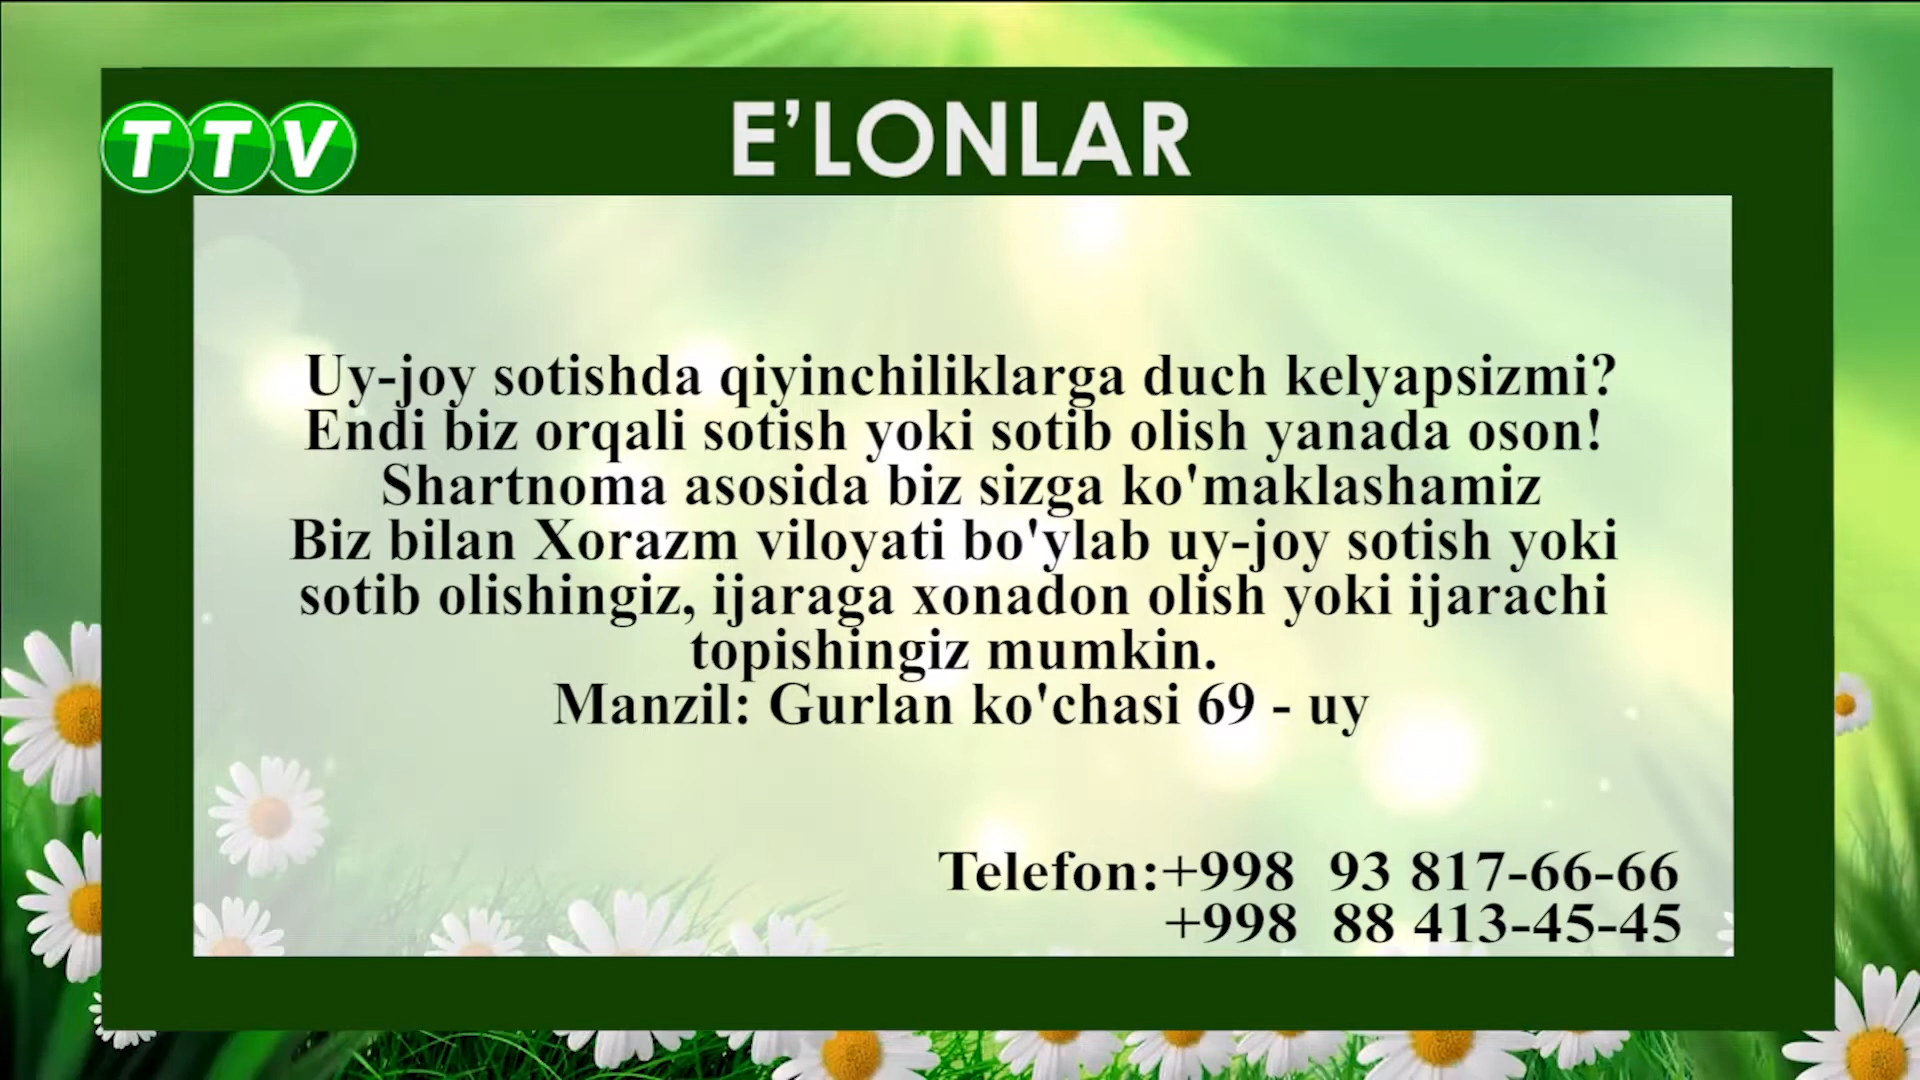 TTV
E’LONLAR
Uy-joy sotishda qiyinchiliklarga duch kelyapsizmi?
Endi biz orqali sotish yoki sotib olish yanada oson!
Shartnoma asosida biz sizga ko'maklashamiz
Biz bilan Xorazm viloyati bo'ylab uy-joy sotish yoki
sotib olishingiz, ijaraga xonadon olish yoki ijarachi
topishingiz mumkin.
Manzil: Gurlan ko'chasi 69 - uy
Telefon:+998  93 817-66-66
+998  88 413-45-45